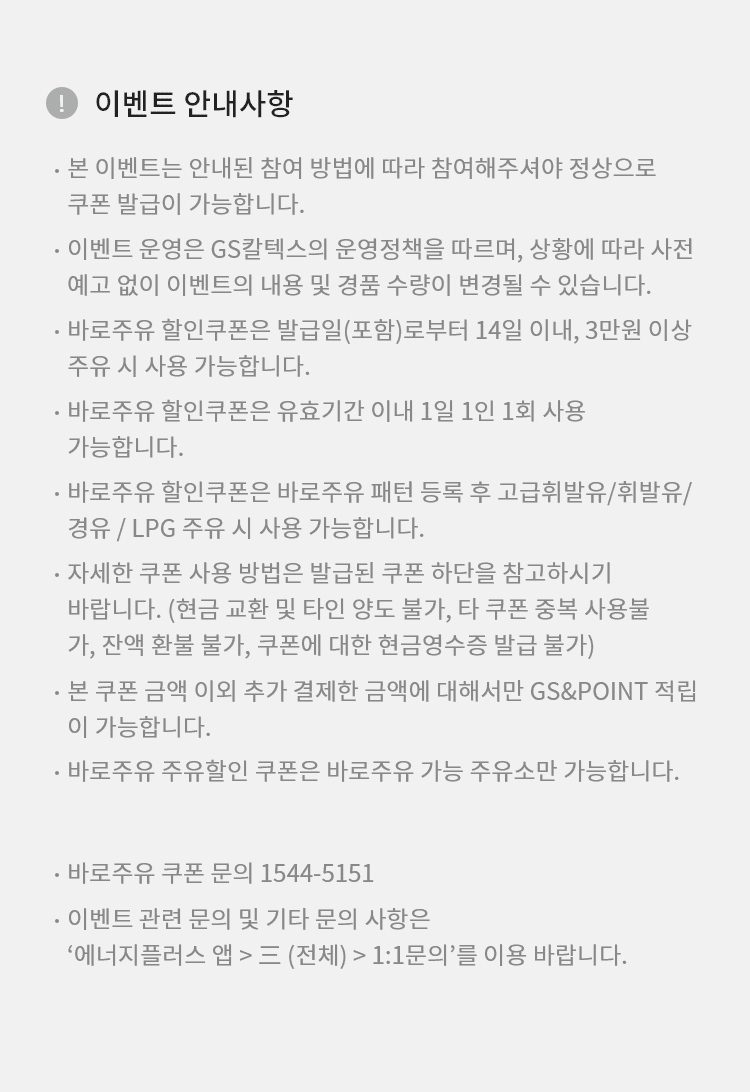 ! 이벤트 안내사항
· 본 이벤트는 안내된 참여 방법에 따라 참여해주셔야 정상으로
쿠폰 발급이 가능합니다.
· 이벤트 운영은 GS칼텍스의 운영정책을 따르며, 상황에 따라 사전
예고 없이 이벤트의 내용 및 경품 수량이 변경될 수 있습니다.
· 바로주유 할인쿠폰은 발급일(포함)로부터 14일 이내, 3만원 이상
주유 시 사용 가능합니다.
· 바로주유 할인쿠폰은 유효기간 이내 1일 1인 1회 사용
가능합니다.
· 바로주유 할인쿠폰은 바로주유 패턴 등록 후 고급휘발유/휘발유/
경유 / LPG 주유 시 사용 가능합니다.
· 자세한 쿠폰 사용 방법은 발급된 쿠폰 하단을 참고하시기
바랍니다. (현금 교환 및 타인 양도 불가, 타 쿠폰 중복 사용불
가, 잔액 환불 불가, 쿠폰에 대한 현금영수증 발급 불가)
· 본 쿠폰 금액 이외 추가 결제한 금액에 대해서만 GS&POINT 적립
이 가능합니다.
· 바로주유 주유할인 쿠폰은 바로주유 가능 주유소만 가능합니다.
· 바로주유 쿠폰 문의 1544-5151
· 이벤트 관련 문의 및 기타 문의 사항은
‘에너지플러스 앱 > 三 (전체) > 1:1문의’를 이용 바랍니다.